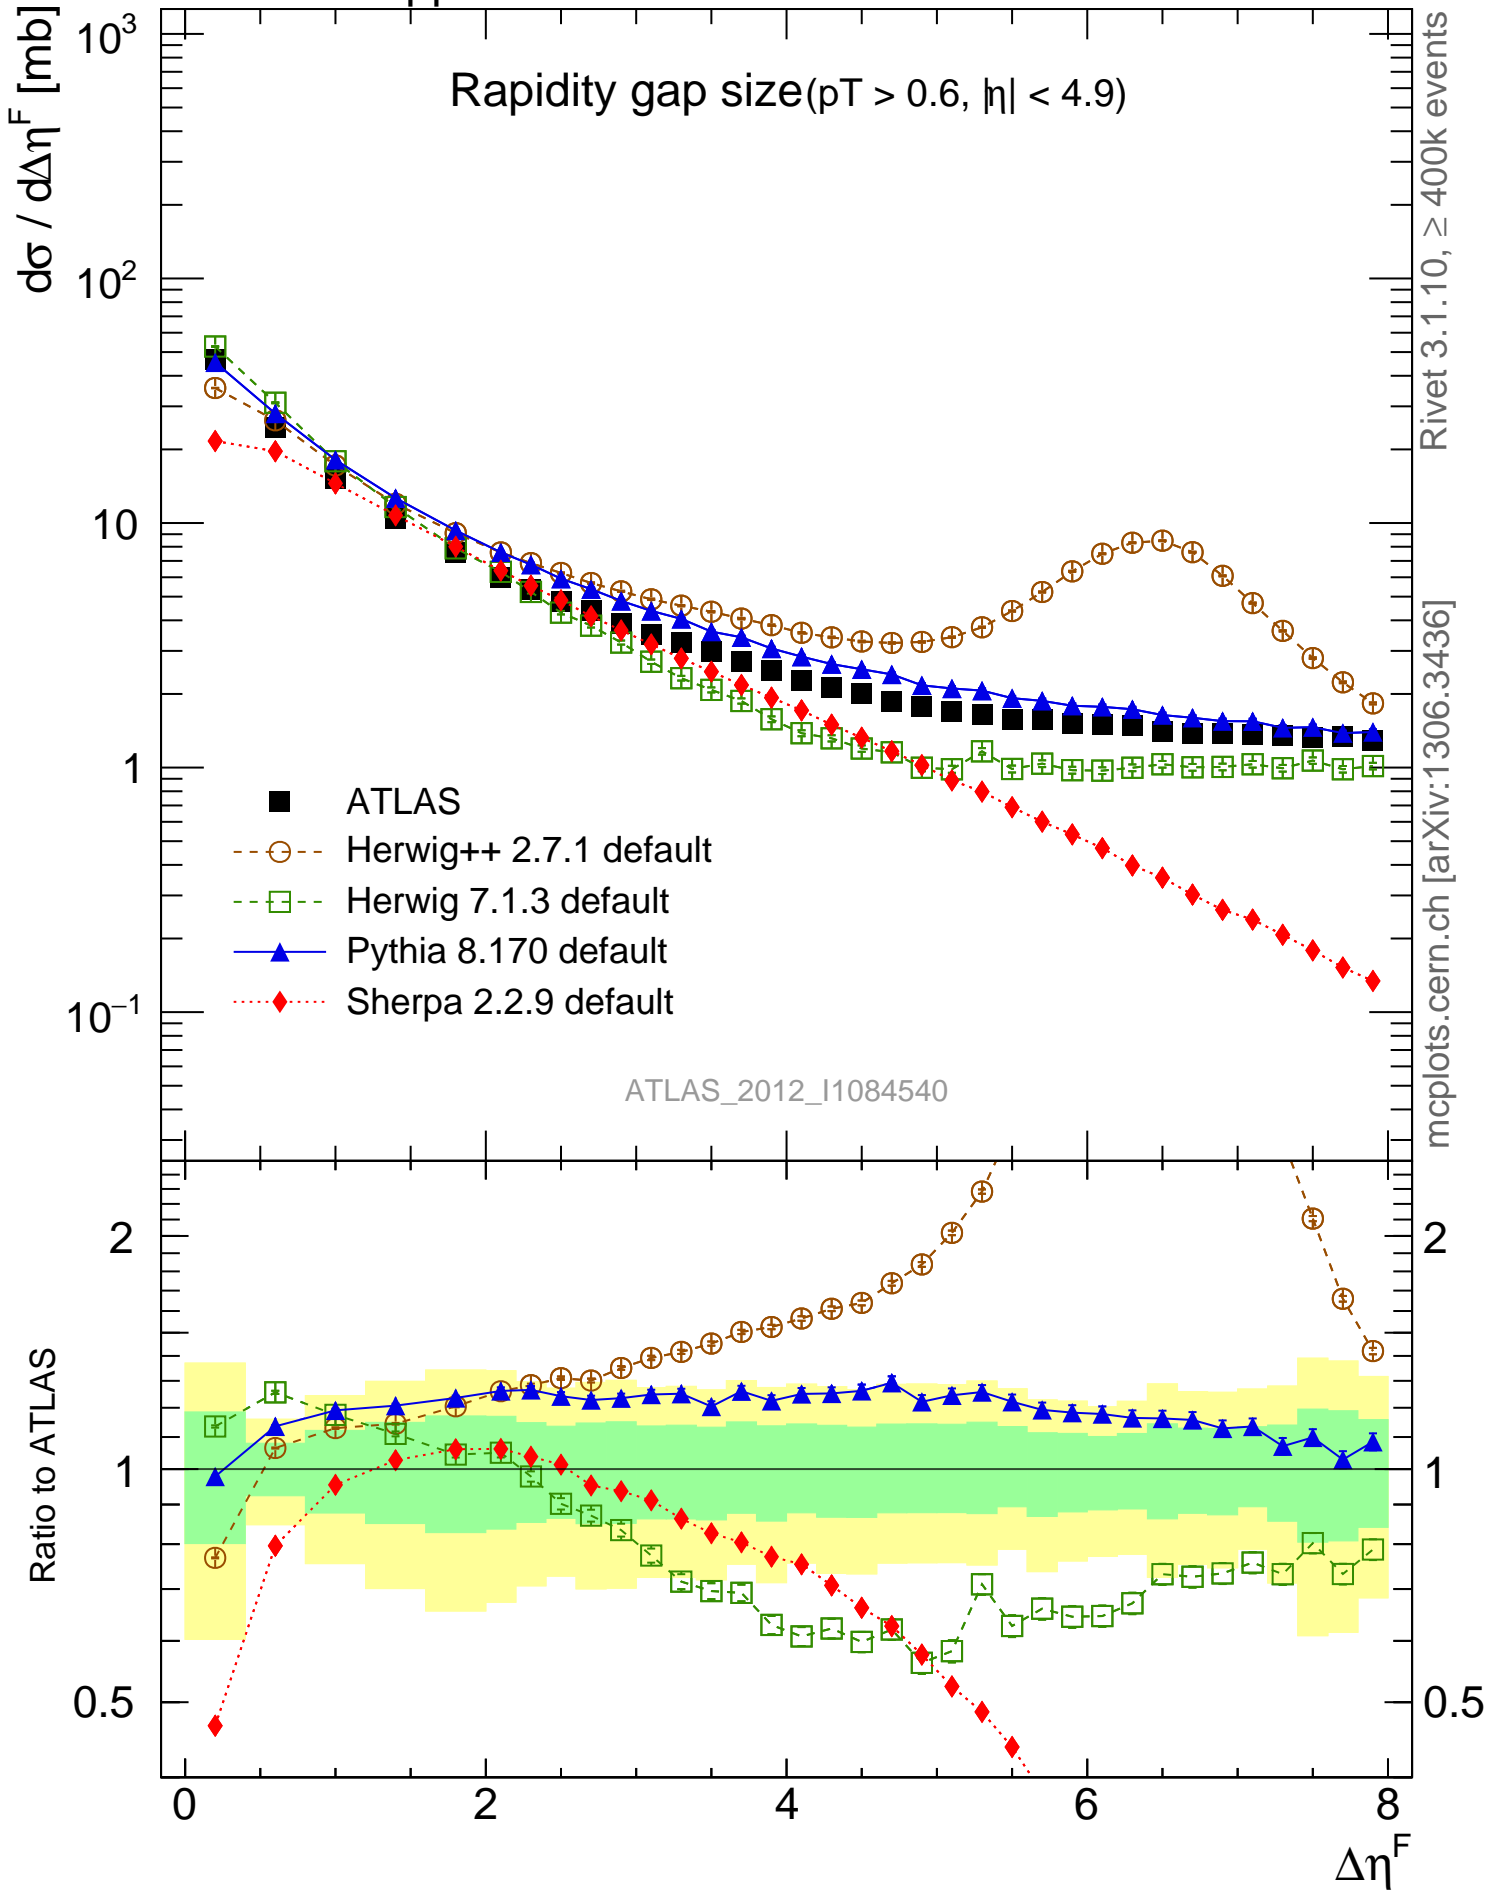 dσ / dΔη^F [mb]
Rapidity gap size(pT > 0.6, |η| < 4.9)
10^3
10^2
10
1
10^−1
ATLAS
Herwig++ 2.7.1 default
Herwig 7.1.3 default
Pythia 8.170 default
Sherpa 2.2.9 default
ATLAS_2012_I1084540
Rivet 3.1.10, ≥ 400k events
mcplots.cern.ch [arXiv:1306.3436]
Ratio to ATLAS
2
1
0.5
2
1
0.5
0 2 4 6 8
Δη^F